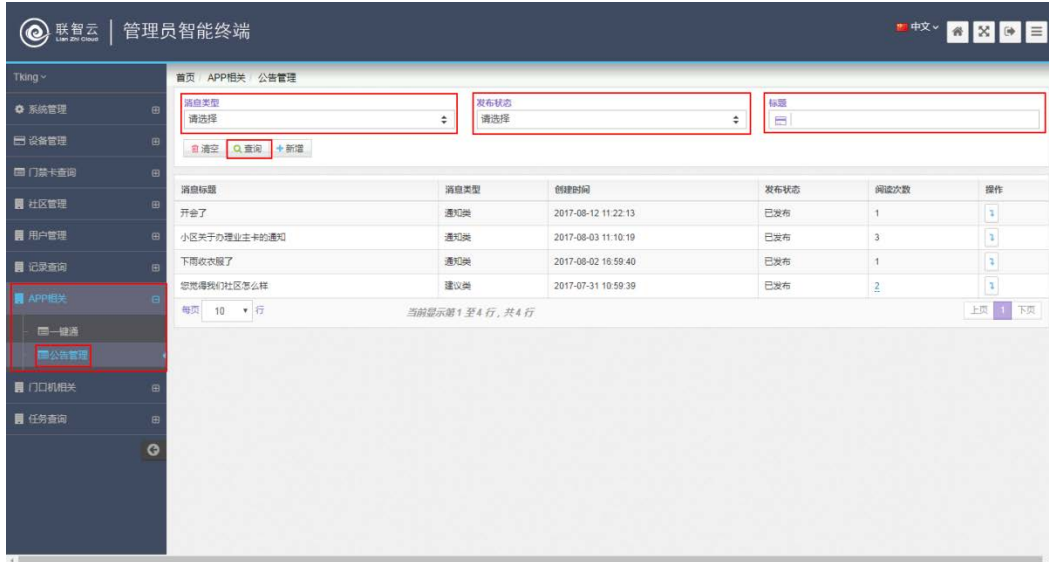 联智云 管理员智能终端 中文
Lian Zhi Cloud
Tking
首页 / APP相关 / 公告管理
系统管理
设备管理
门禁卡查询
社区管理
用户管理
记录查询
APP相关
一键通
公告管理
门口机相关
任务查询
消息类型 发布状态 标题
请选择 请选择
清空 查询 新增
消息标题 消息类型 创建时间 发布状态 阅读次数 操作
开会了 通知类 2017-08-12 11:22:13 已发布 1
小区关于办理业主卡的通知 通知类 2017-08-03 11:10:19 已发布 3
下雨收衣服了 通知类 2017-08-02 16:59:40 已发布 1
您觉得我们社区怎么样 建议类 2017-07-31 10:59:39 已发布 2
每页 10 行 当前显示第 1 至 4 行，共 4 行 上页 1 下页